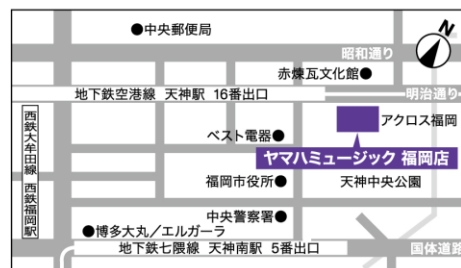 N
●中央郵便局
昭和通り
赤煉瓦文化館●
地下鉄空港線 天神駅 16番出口
明治通り
アクロス福岡
ベスト電器●
ヤマハミュージック 福岡店
西鉄大牟田線 西鉄福岡駅
福岡市役所●
天神中央公園
中央警察署●
●博多大丸/エルガーラ
地下鉄七隈線 天神南駅 5番出口
国体道路